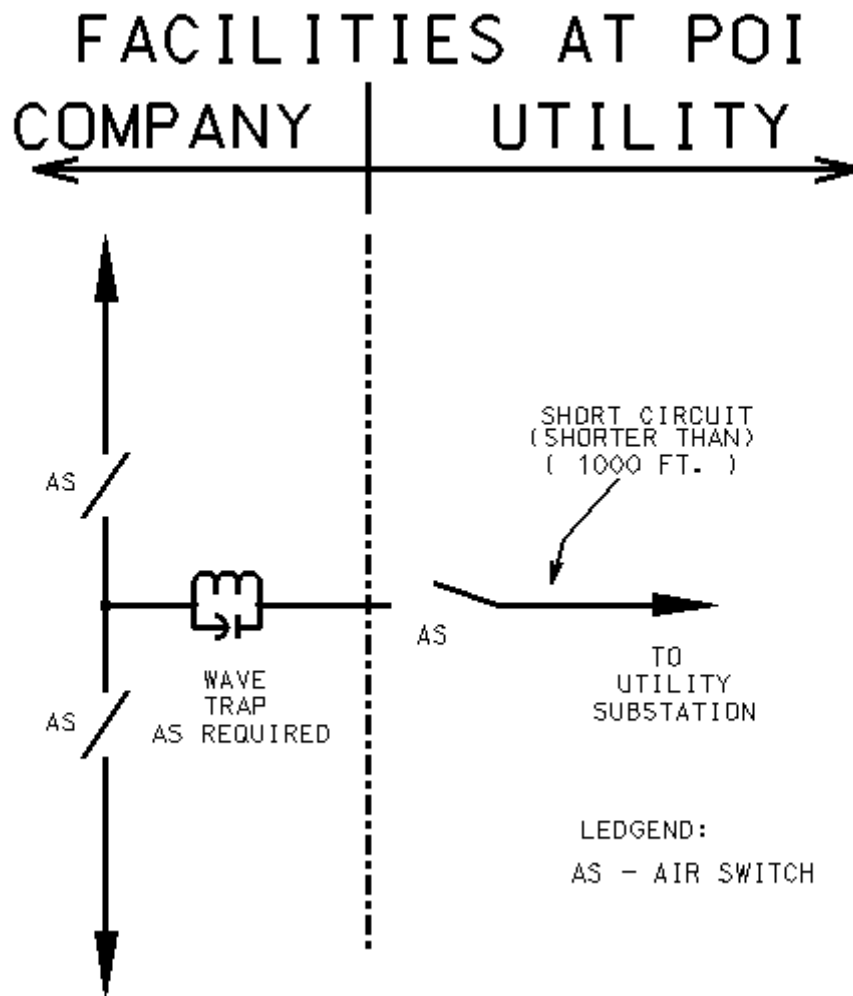 FACILITIES AT POI
COMPANY
UTILITY
SHORT CIRCUIT
(SHORTER THAN)
( 1000 FT. )
AS
AS
WAVE
TRAP
AS REQUIRED
TO
UTILITY
SUBSTATION
AS
LEDGEND:
AS - AIR SWITCH